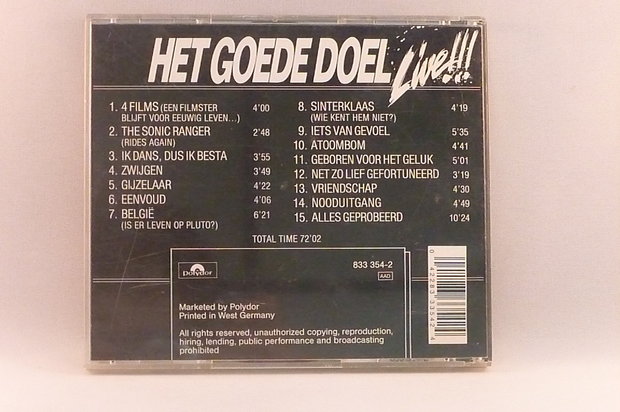 HET GOEDE DOEL Live!!!
1. 4 FILMS (EEN FILMSTER 4'00
BLIJFT VOOR EEUWIG LEVEN...)
2. THE SONIC RANGER 2'48
(RIDES AGAIN)
3. IK DANS, DUS IK BESTA 3'55
4. ZWIJGEN 3'49
5. GIJZELAAR 4'22
6. EENVOUD 4'06
7. BELGIË 6'21
(IS ER LEVEN OP PLUTO?)
8. SINTERKLAAS 4'19
(WIE KENT HEM NIET?)
9. IETS VAN GEVOEL 5'35
10. ATOOMBOM 4'41
11. GEBOREN VOOR HET GELUK 5'01
12. NET ZO LIEF GEFORTUNEERD 3'19
13. VRIENDSCHAP 4'30
14. NOODUITGANG 4'49
15. ALLES GEPROBEERD 10'24
TOTAL TIME 72'02
Polydor
833 354-2
AAD
Marketed by Polydor
Printed in West Germany
All rights reserved, unauthorized copying, reproduction,
hiring, lending, public performance and broadcasting
prohibited
0 42283 33542 4